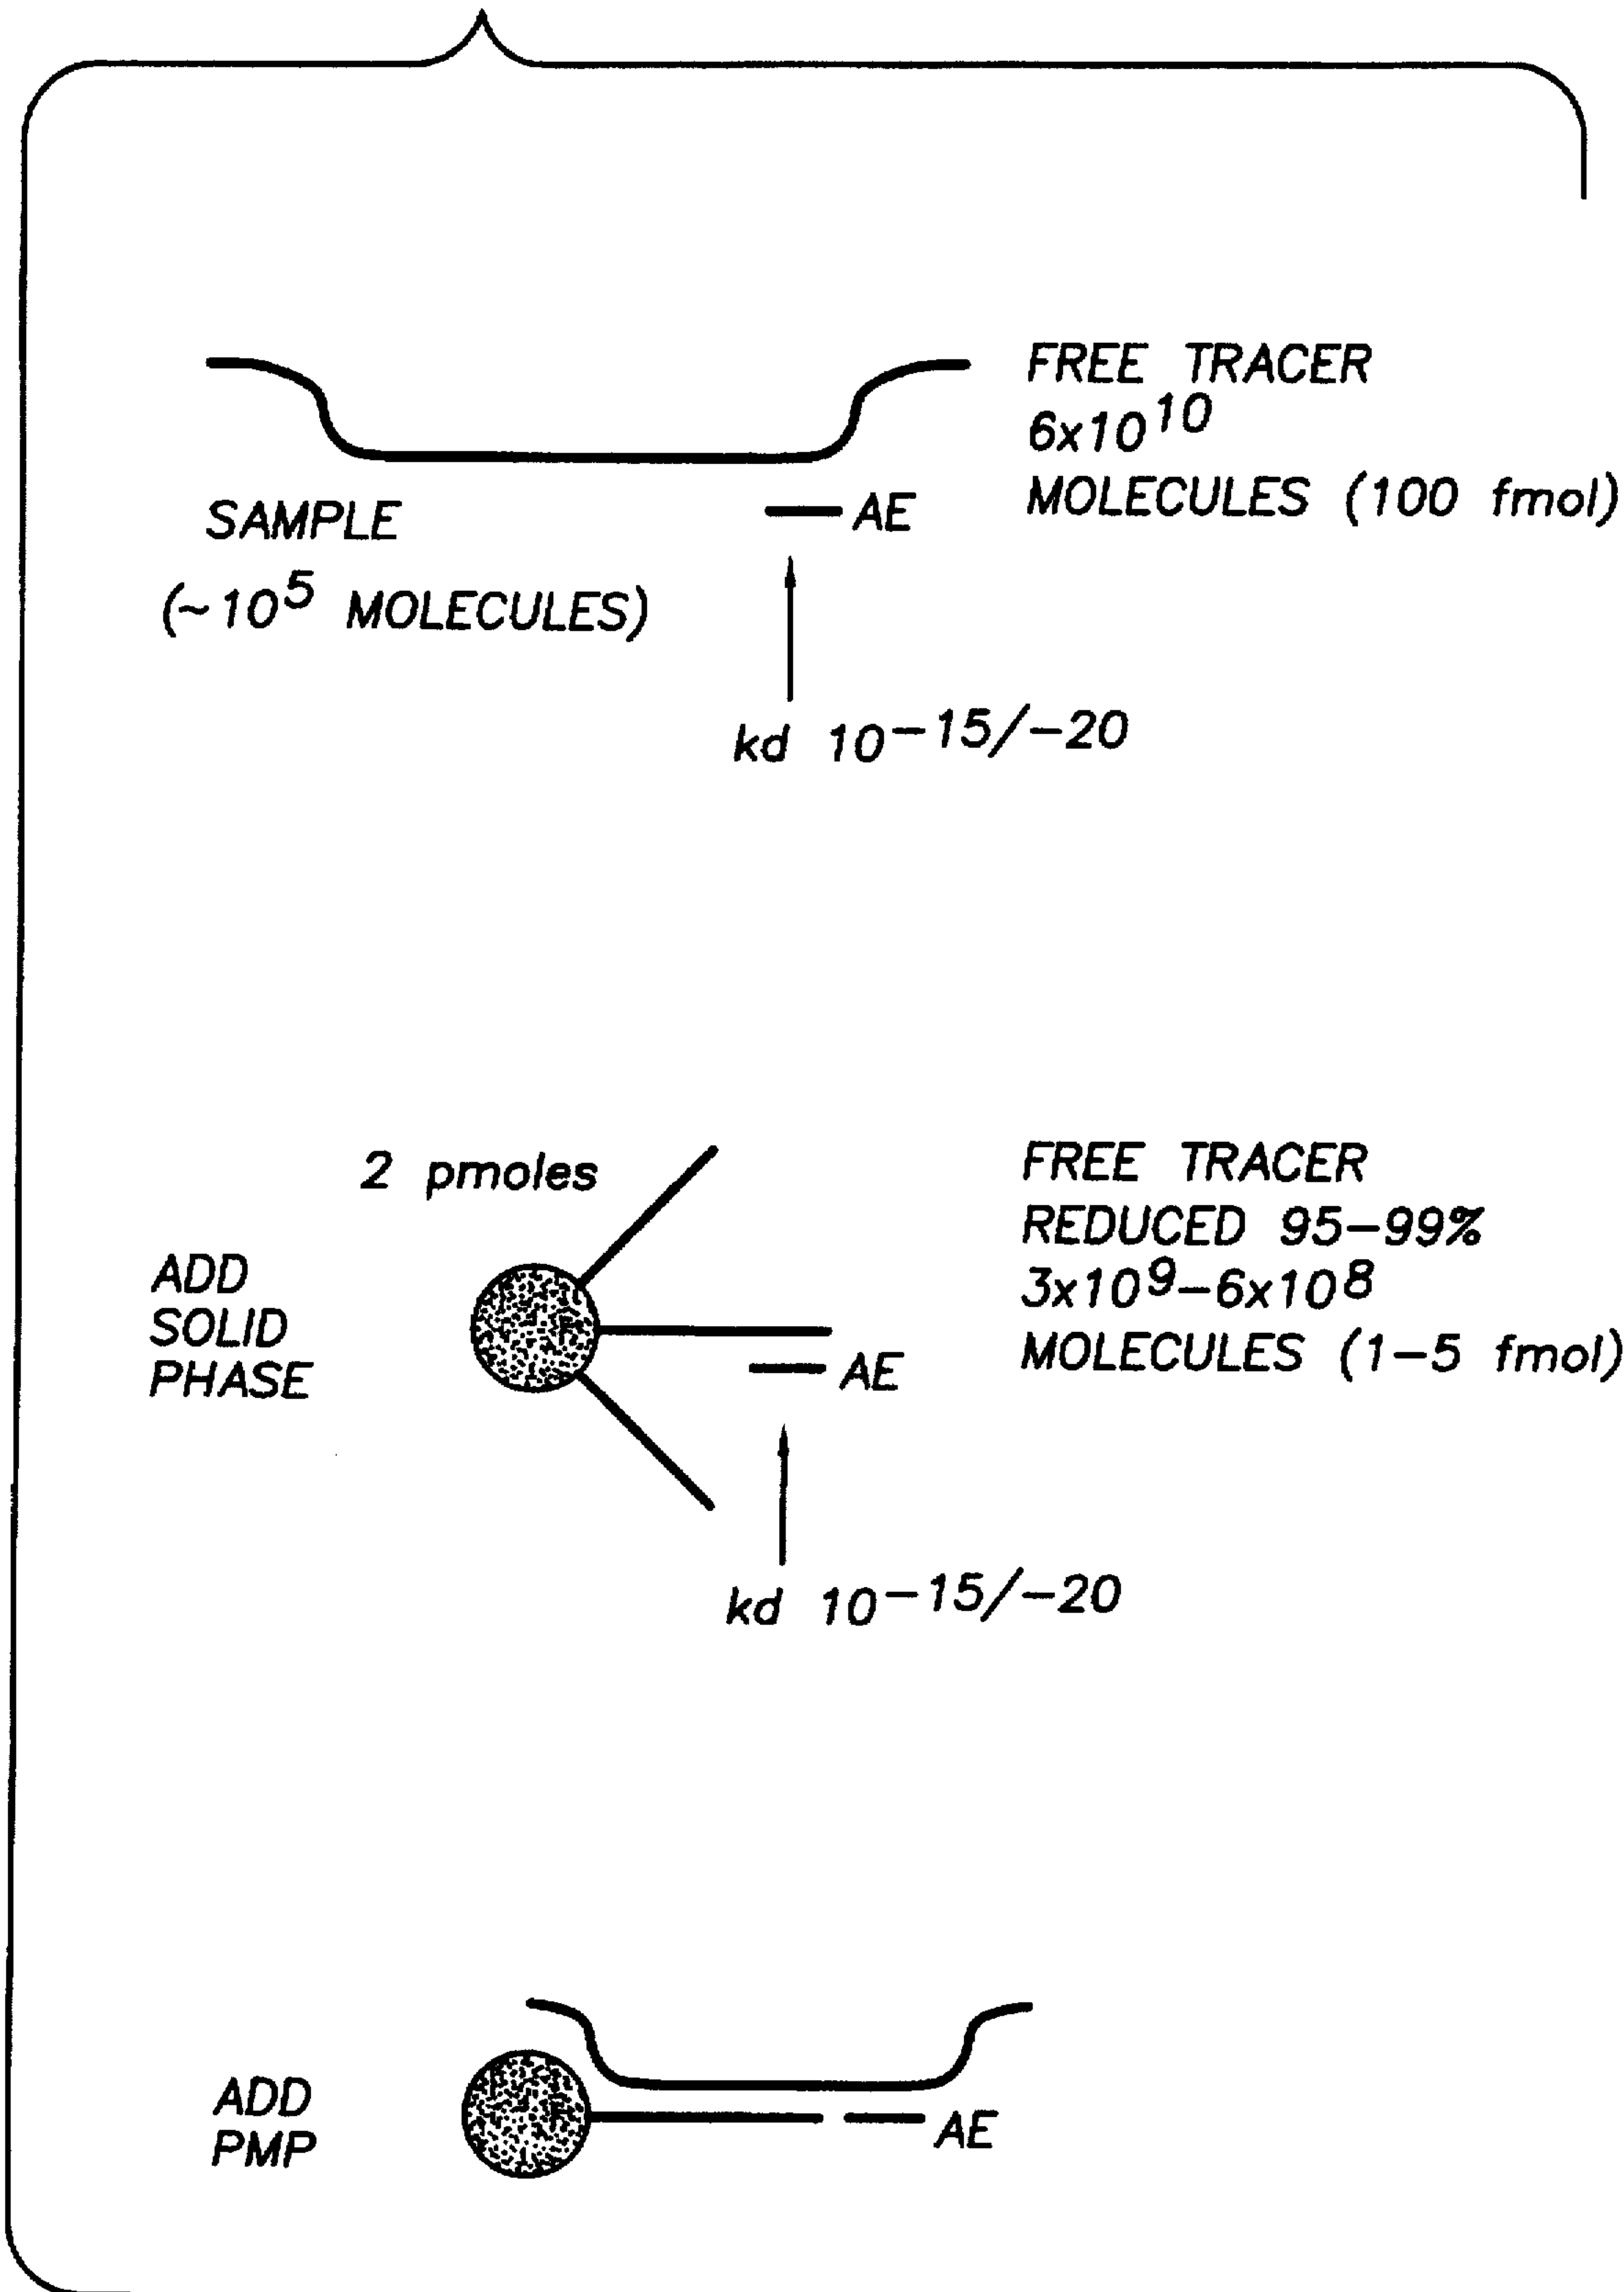 FREE TRACER
6x10^10
MOLECULES (100 fmol)
SAMPLE
(~10^5 MOLECULES)
AE
kd 10^-15/-20
2 pmoles
ADD
SOLID
PHASE
AE
FREE TRACER
REDUCED 95-99%
3x10^9-6x10^8
MOLECULES (1-5 fmol)
kd 10^-15/-20
ADD
PMP
AE